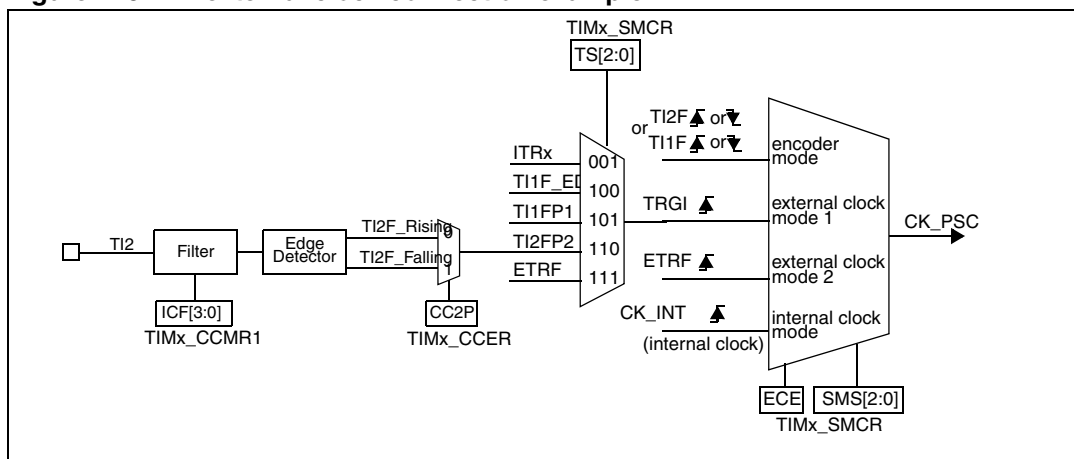 TIMx_SMCR
TS[2:0]
or TI2F or
TI1F or
encoder
mode
ITRx
001
TI1F_ED
100
TRGI
external clock
mode 1
TI1FP1
101
CK_PSC
TI2F_Rising
0
TI2
Filter
Edge
Detector
TI2FP2
110
ETRF
external clock
mode 2
TI2F_Falling
1
ETRF
111
ICF[3:0]
TIMx_CCMR1
CC2P
TIMx_CCER
CK_INT
(internal clock)
internal clock
mode
ECE
SMS[2:0]
TIMx_SMCR